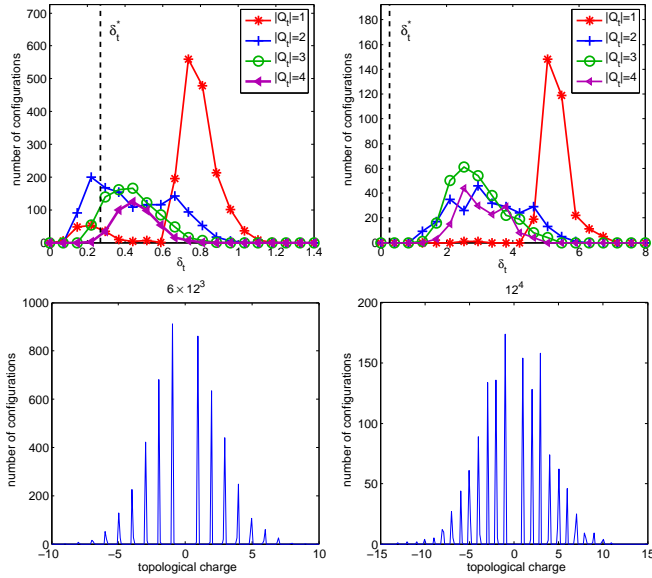 700
600
500
400
300
200
100
0
0
0.2
0.4
0.6
0.8
1
1.2
1.4
number of configurations
δt
δt*
|Qt|=1
|Qt|=2
|Qt|=3
|Qt|=4
180
160
140
120
100
80
60
40
20
0
0
2
4
6
8
number of configurations
δt
δt*
|Qt|=1
|Qt|=2
|Qt|=3
|Qt|=4
6 × 12³
1000
800
600
400
200
0
−10
−5
0
5
10
number of configurations
topological charge
12⁴
200
150
100
50
0
−15
−10
−5
0
5
10
15
number of configurations
topological charge